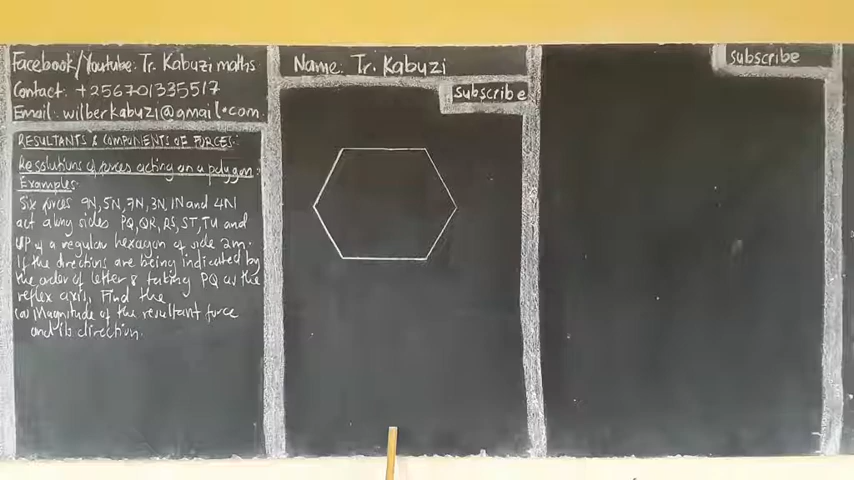 Facebook/Youtube: Tr. Kabuzi maths
Contact: +256701335517
Email: wilberkabuzi@gmail.com
RESULTANTS & COMPONENTS OF FORCES:
Resolutions of forces acting on a polygon:
Examples:
Six forces 9N, 5N, 7N, 3N, 1N and 4N
act along sides PQ, QR, RS, ST, TU and
UP of a regular hexagon of side 2m.
If the directions are being indicated by
the order of letters taking PQ as the
reflex axis, Find the
(a) Magnitude of the resultant force
and its direction.
Name: Tr. Kabuzi
subscribe
subscribe